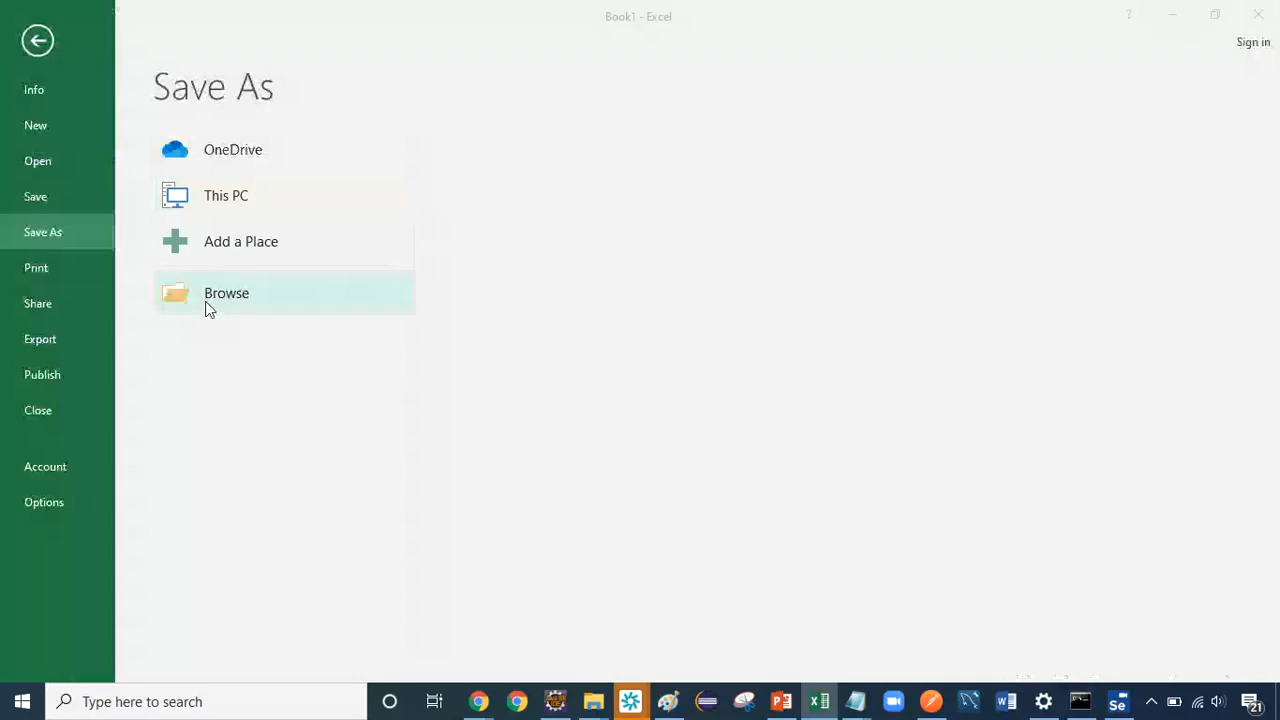 Book1 - Excel
?
Sign in
Info
New
Open
Save
Save As
Print
Share
Export
Publish
Close
Account
Options
Save As
OneDrive
This PC
Add a Place
Browse
Type here to search
21